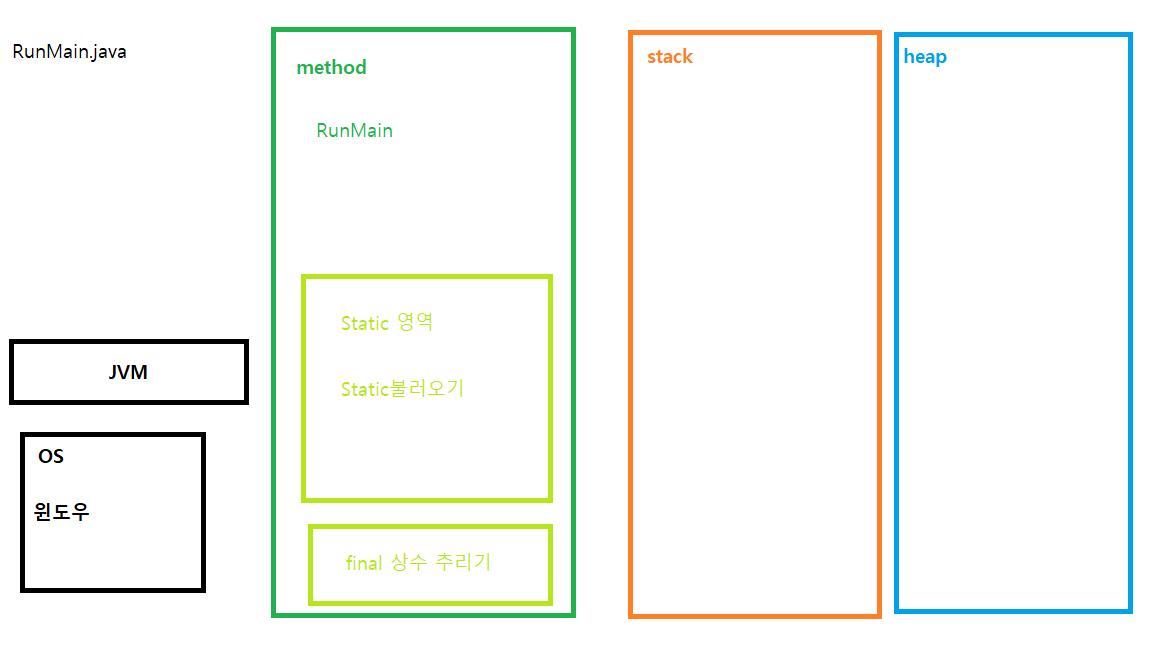 RunMain.java
method
RunMain
Static 영역
Static불러오기
final 상수 추리기
stack
heap
JVM
OS
윈도우